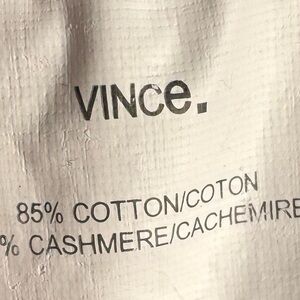 VINCe.
85% COTTON/COTON
% CASHMERE/CACHEMIRE